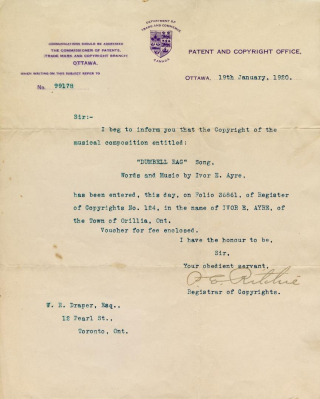 COMMUNICATIONS SHOULD BE ADDRESSED
THE COMMISSIONER OF PATENTS,
(TRADE MARK AND COPYRIGHT BRANCH)
OTTAWA.
WHEN WRITING ON THIS SUBJECT REFER TO
No. 99178
DEPARTMENT OF
TRADE AND COMMERCE
CANADA
PATENT AND COPYRIGHT OFFICE,
OTTAWA, 19th January, 1920.
Sir:-
I beg to inform you that the Copyright of the
musical composition entitled:
"DUMBELL RAG" Song.
Words and Music by Ivor E. Ayre.
has been entered, this day, on Folio of Register
of Copyrights No. 124, in the name of IVOR E. AYRE, of
the Town of Orillia, Ont.
Voucher for fee enclosed.
I have the honour to be,
Sir,
Your obedient servant,
Ritchie
Registrar of Copyrights.
W. E. Draper, Esq.,
12 Pearl St.,
Toronto, Ont.